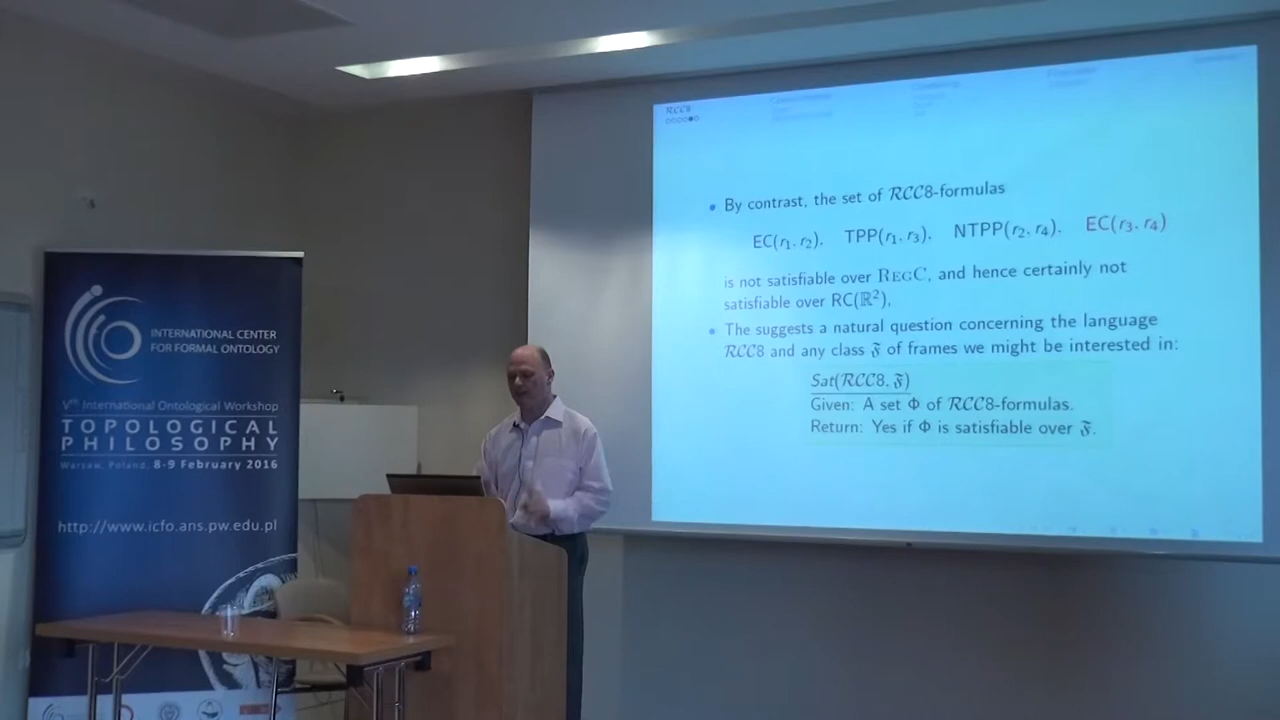 INTERNATIONAL CENTER
FOR FORMAL ONTOLOGY
Vth International Ontological Workshop
TOPOLOGICAL
PHILOSOPHY
Warsaw, Poland, 8-9 February 2016
http://www.icfo.ans.pw.edu.pl
RCC8
• By contrast, the set of RCC8-formulas
EC(r₁, r₂), TPP(r₁, r₃), NTPP(r₂, r₄), EC(r₃, r₄)
is not satisfiable over REGC, and hence certainly not
satisfiable over RC(ℝ²),
• The suggests a natural question concerning the language
RCC8 and any class 𝔉 of frames we might be interested in:
Sat(RCC8, 𝔉)
Given: A set Φ of RCC8-formulas.
Return: Yes if Φ is satisfiable over 𝔉.